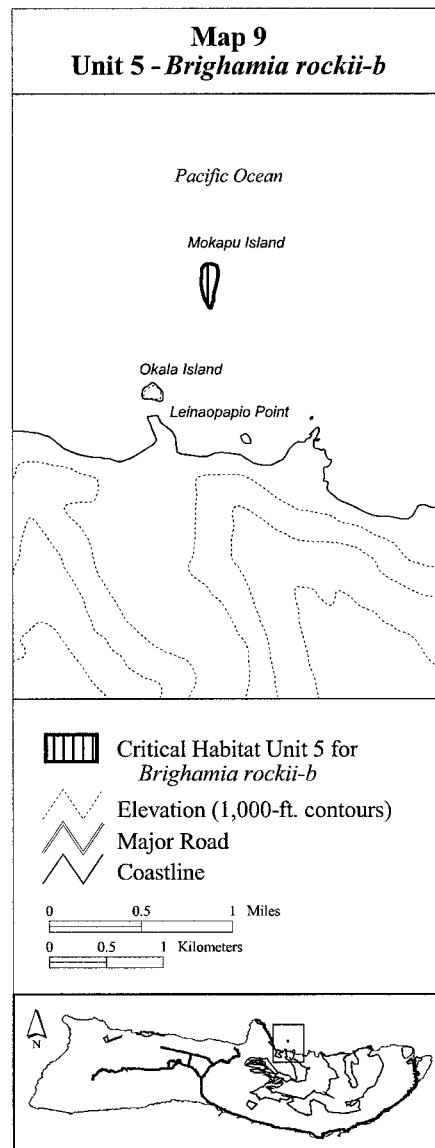 Map 9
Unit 5 - Brighamia rockii-b
Pacific Ocean
Mokapu Island
Okala Island
Leinaopapio Point
Critical Habitat Unit 5 for
Brighamia rockii-b
Elevation (1,000-ft. contours)
Major Road
Coastline
0 0.5 1 Miles
0 0.5 1 Kilometers
N